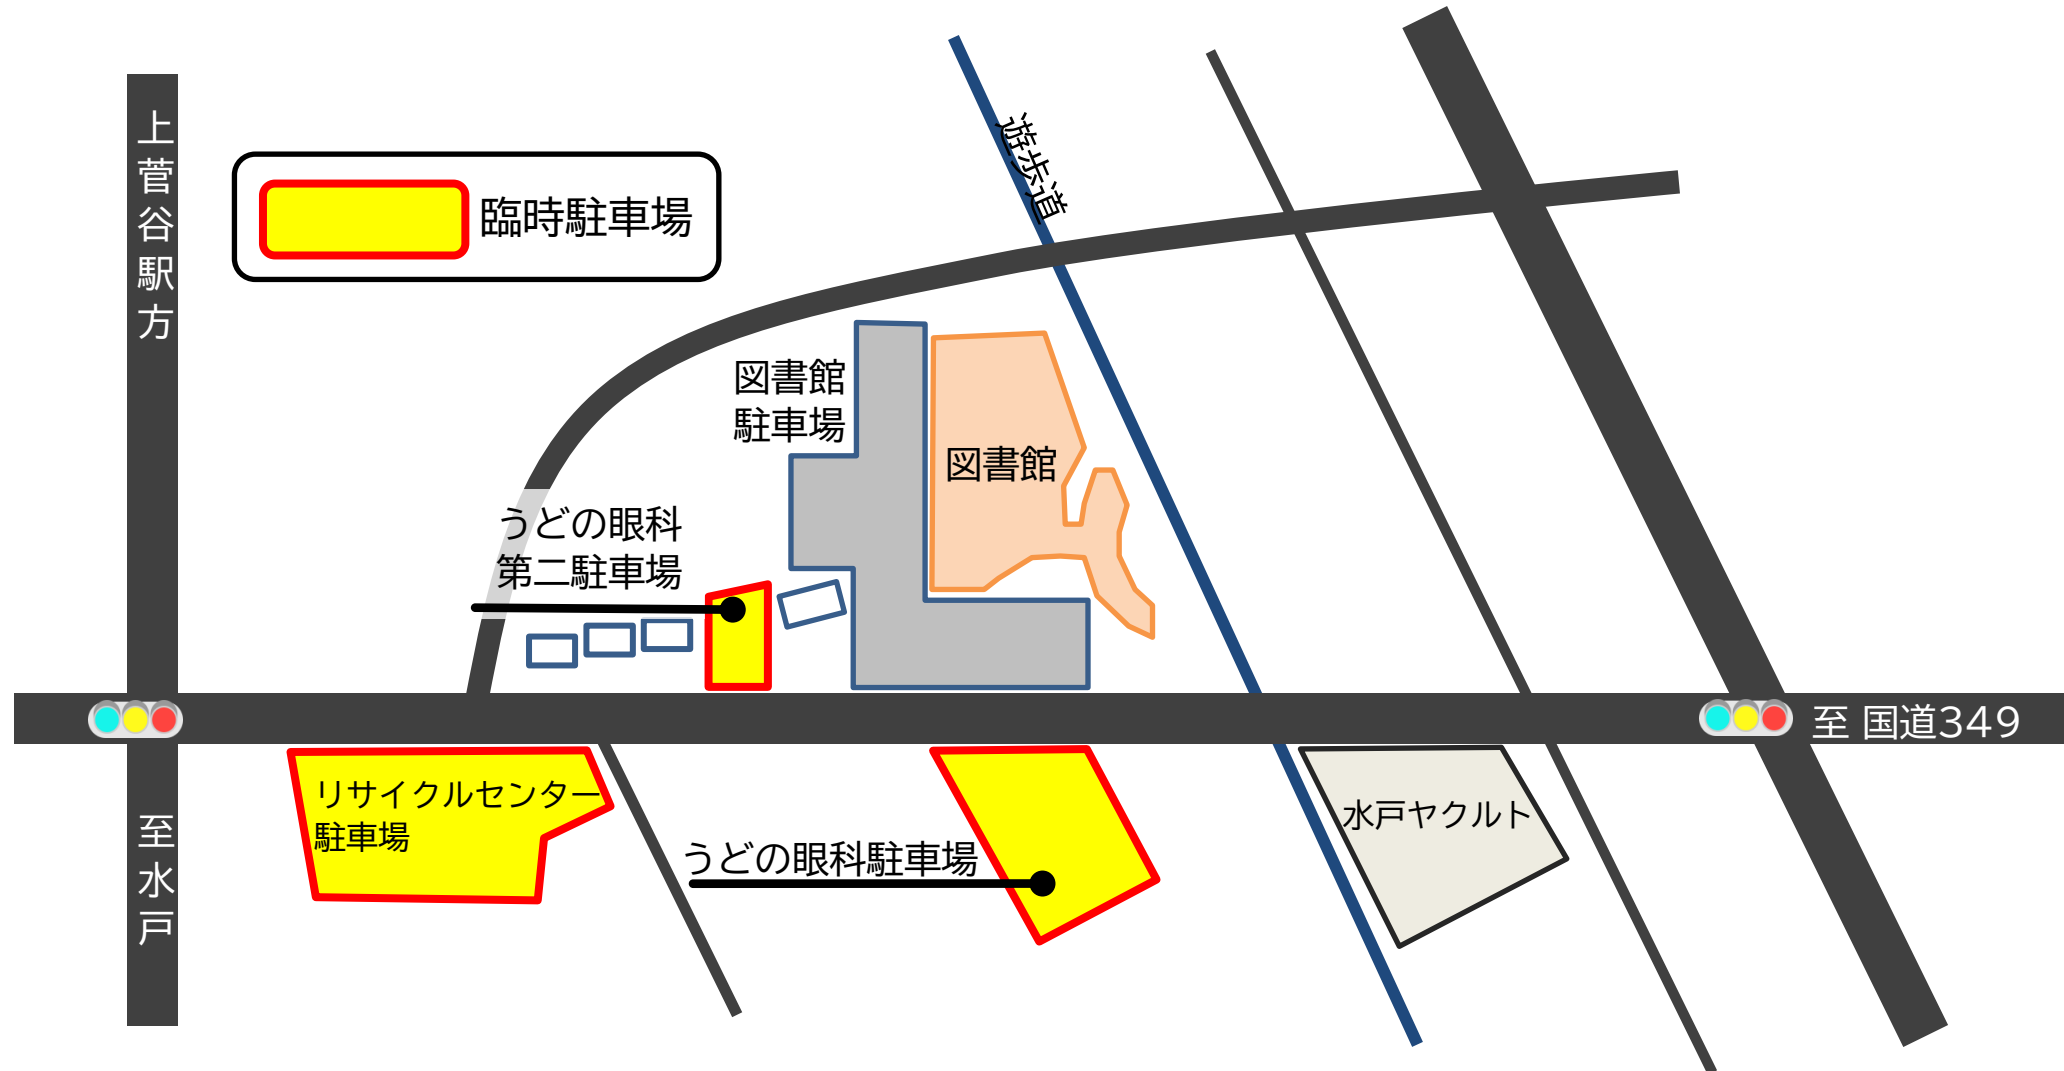 上菅谷駅方
臨時駐車場
遊歩道
図書館
駐車場
図書館
うどの眼科
第二駐車場
至 国道349
リサイクルセンター
駐車場
水戸ヤクルト
うどの眼科駐車場
至水戸